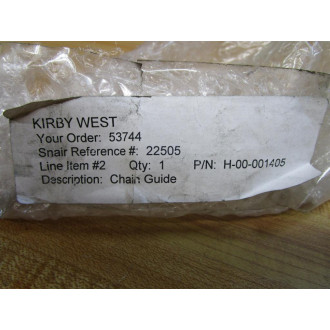 KIRBY WEST
Your Order: 53744
Snair Reference #: 22505
Line Item #2 Qty: 1 P/N: H-00-001405
Description: Chain Guide